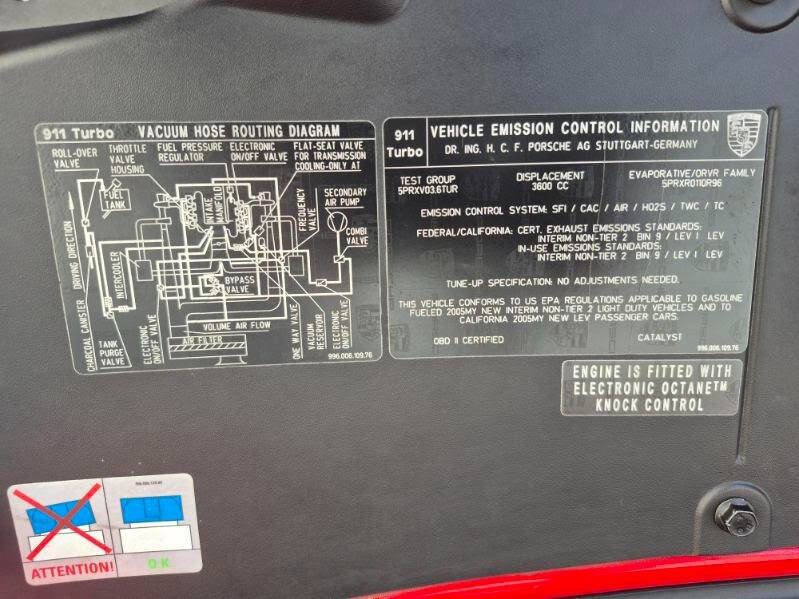 911 Turbo VACUUM HOSE ROUTING DIAGRAM
ROLL-OVER
VALVE
THROTTLE
VALVE
HOUSING
FUEL PRESSURE
REGULATOR
ELECTRONIC
ON/OFF VALVE
FLAT-SEAT VALVE
FOR TRANSMISSION
COOLING-ONLY AT
FUEL
TANK
INTAKE
MANIFOLD
FREQUENCY
VALVE
SECONDARY
AIR PUMP
COMBI
VALVE
DRIVING DIRECTION
INTERCOOLER
BYPASS
VALVE
CHARCOAL CANISTER
TANK
PURGE
VALVE
ELECTRONIC
ON/OFF VALVE
VOLUME AIR FLOW
AIR FILTER
ONE WAY VALVE
VACUUM
RESERVOIR
ELECTRONIC
ON/OFF VALVE
996.006.109.76
911
Turbo
VEHICLE EMISSION CONTROL INFORMATION
DR. ING. H. C. F. PORSCHE AG STUTTGART-GERMANY
TEST GROUP
5PRXV03.6TUR
DISPLACEMENT
3600 CC
EVAPORATIVE/ORVR FAMILY
5PRXR0110R96
EMISSION CONTROL SYSTEM: SFI / CAC / AIR / HO2S / TWC / TC
FEDERAL/CALIFORNIA: CERT. EXHAUST EMISSIONS STANDARDS:
INTERIM NON-TIER 2 BIN 9 / LEV I LEV
IN-USE EMISSIONS STANDARDS:
INTERIM NON-TIER 2 BIN 9 / LEV I LEV
TUNE-UP SPECIFICATION: NO ADJUSTMENTS NEEDED.
THIS VEHICLE CONFORMS TO US EPA REGULATIONS APPLICABLE TO GASOLINE
FUELED 2005MY NEW INTERIM NON-TIER 2 LIGHT DUTY VEHICLES AND TO
CALIFORNIA 2005MY NEW LEV PASSENGER CARS.
OBD II CERTIFIED
CATALYST
996.006.109.76
ENGINE IS FITTED WITH
ELECTRONIC OCTANE™
KNOCK CONTROL
ATTENTION!
OK